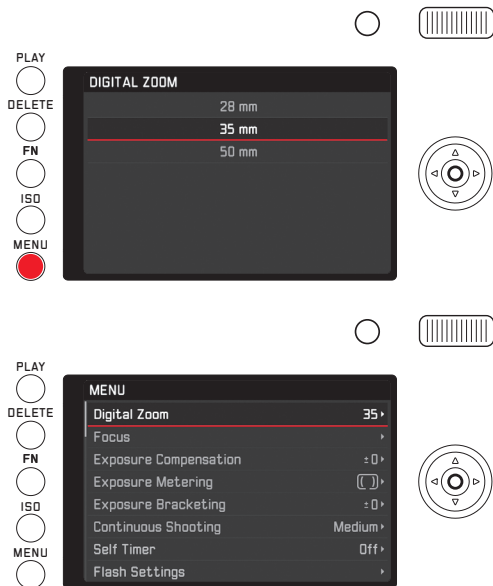 PLAY
DELETE
FN
ISO
MENU
DIGITAL ZOOM
28 mm
35 mm
50 mm
PLAY
DELETE
FN
ISO
MENU
MENU
Digital Zoom 35
Focus
Exposure Compensation ±0
Exposure Metering
Exposure Bracketing ±0
Continuous Shooting Medium
Self Timer Off
Flash Settings